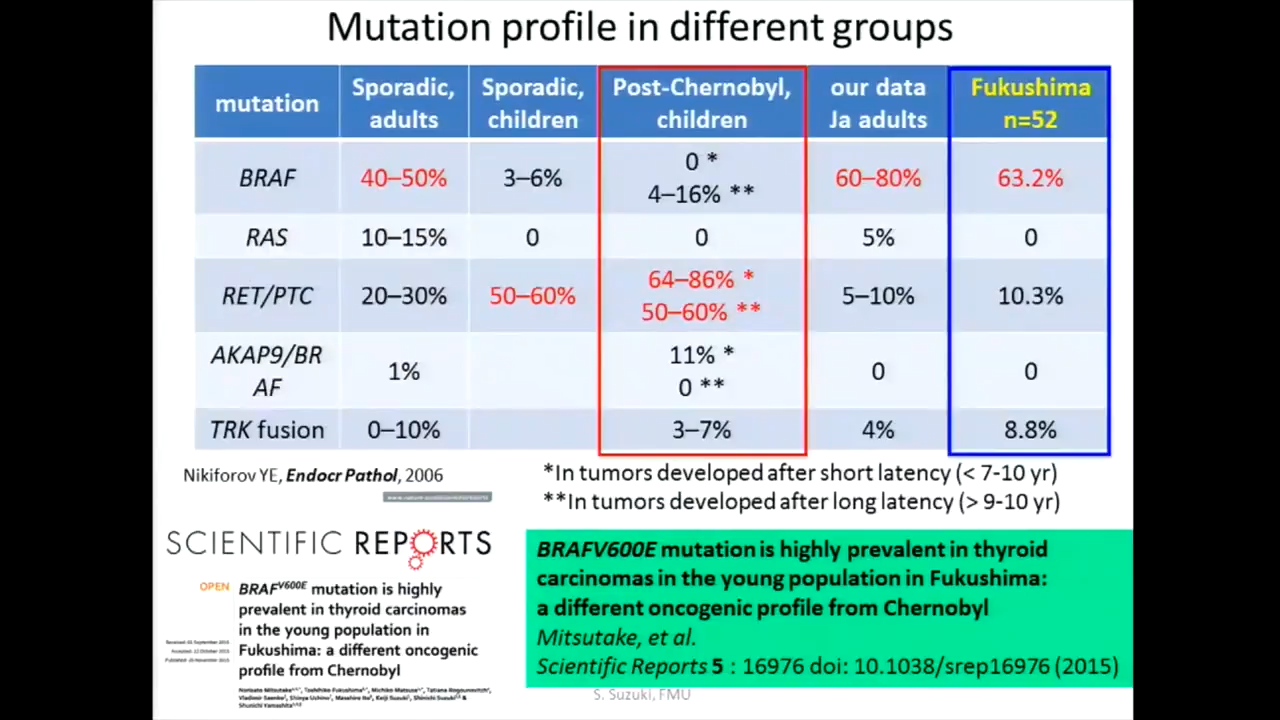 Mutation profile in different groups
mutation
Sporadic, adults
Sporadic, children
Post-Chernobyl, children
our data Ja adults
Fukushima n=52
BRAF 40–50% 3–6% 0 * 4–16% ** 60–80% 63.2%
RAS 10–15% 0 0 5% 0
RET/PTC 20–30% 50–60% 64–86% * 50–60% ** 5–10% 10.3%
AKAP9/BRAF 1% 11% * 0 ** 0 0
TRK fusion 0–10% 3–7% 4% 8.8%
Nikiforov YE, Endocr Pathol, 2006
*In tumors developed after short latency (< 7-10 yr)
**In tumors developed after long latency (> 9-10 yr)
SCIENTIFIC REPORTS
OPEN
BRAFV600E mutation is highly
prevalent in thyroid carcinomas
in the young population in
Fukushima: a different oncogenic
profile from Chernobyl
BRAFV600E mutation is highly prevalent in thyroid
carcinomas in the young population in Fukushima:
a different oncogenic profile from Chernobyl
Mitsutake, et al.
Scientific Reports 5 : 16976 doi: 10.1038/srep16976 (2015)
S. Suzuki, FMU